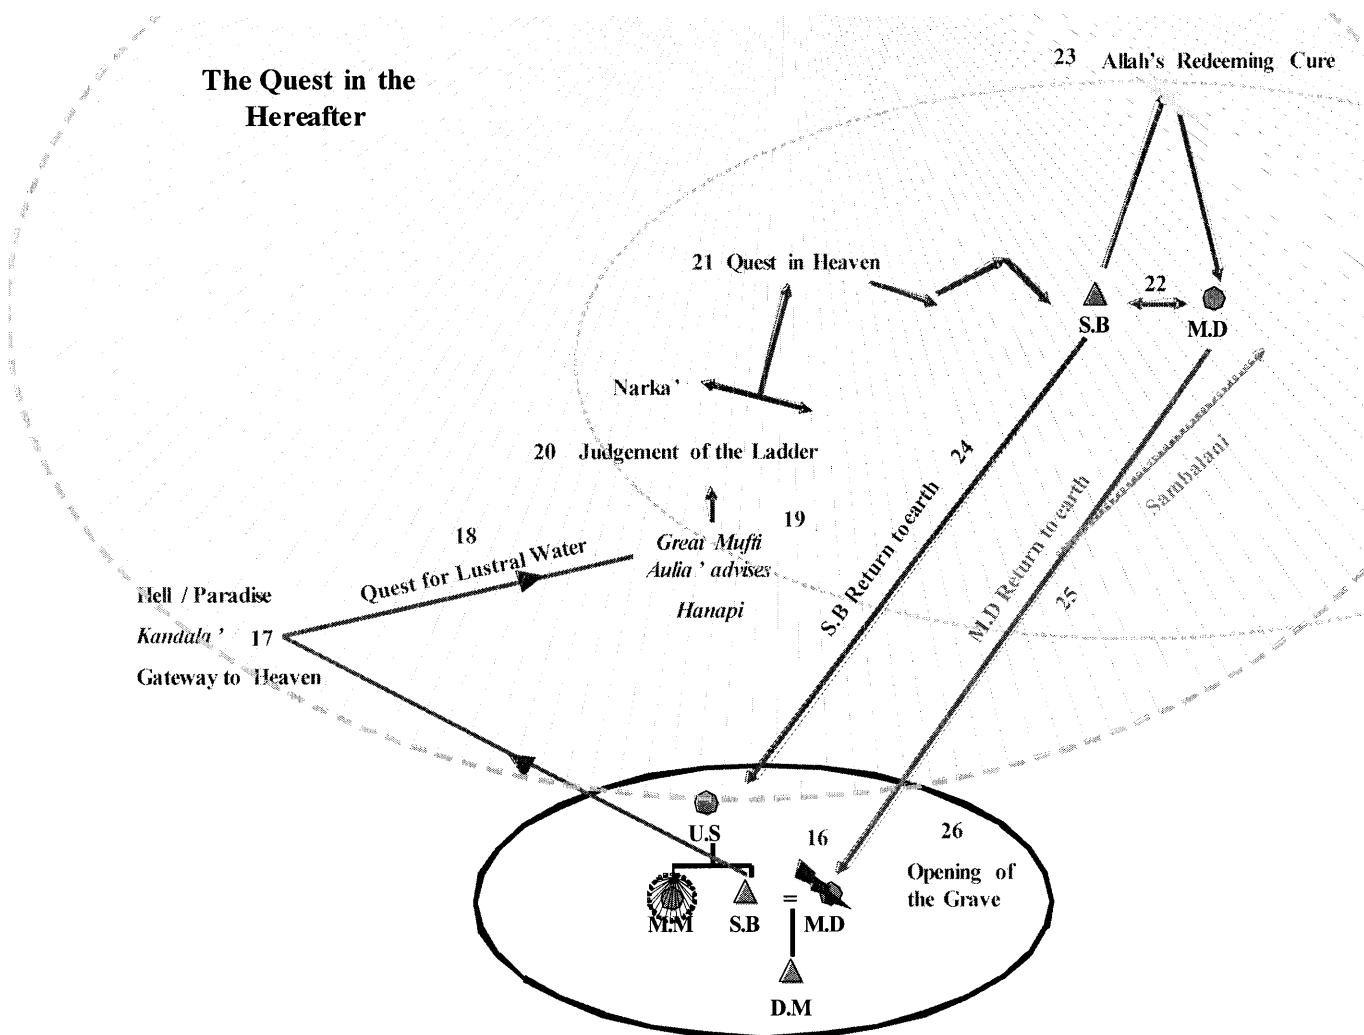 The Quest in the
Hereafter
23 Allah's Redeeming Cure
21 Quest in Heaven
22
S.B
M.D
Narka'
20 Judgement of the Ladder
24
S.B Return to earth
M.D Return to earth
25
Sambalani
18
Quest for Lustral Water
19
Great Mufti
Aulia' advises
Hanapi
Hell / Paradise
Kandala' 17
Gateway to Heaven
U.S
16
26
Opening of
the Grave
M.M
S.B
=
M.D
D.M